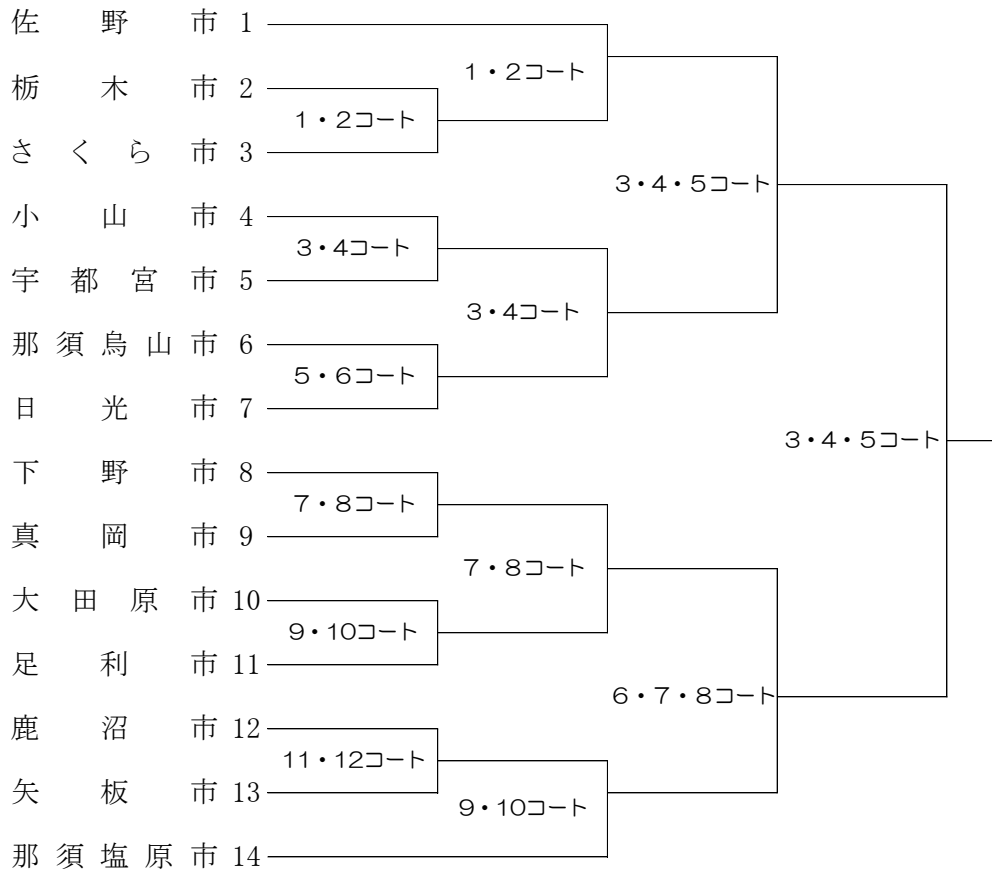 佐野市 1
1・2コート
栃木市 2
1・2コート
さくら市 3
3・4・5コート
小山市 4
3・4コート
宇都宮市 5
3・4コート
那須烏山市 6
5・6コート
日光市 7
3・4・5コート
下野市 8
7・8コート
真岡市 9
7・8コート
大田原市 10
9・10コート
足利市 11
6・7・8コート
鹿沼市 12
11・12コート
矢板市 13
9・10コート
那須塩原市 14